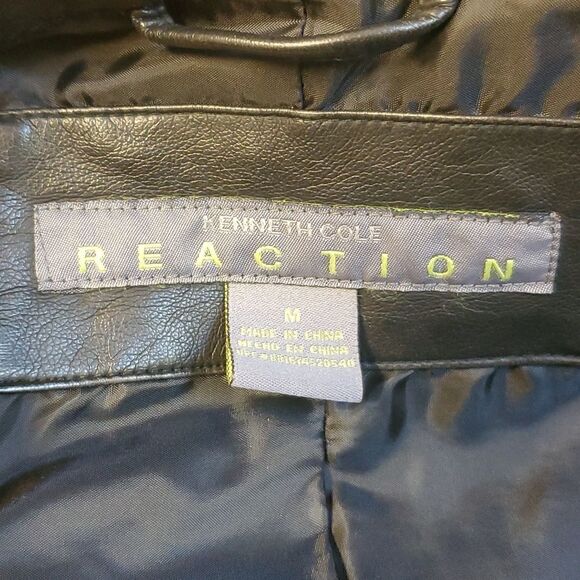 KENNETH COLE
REACTION
M
MADE IN CHINA
HECHO EN CHINA